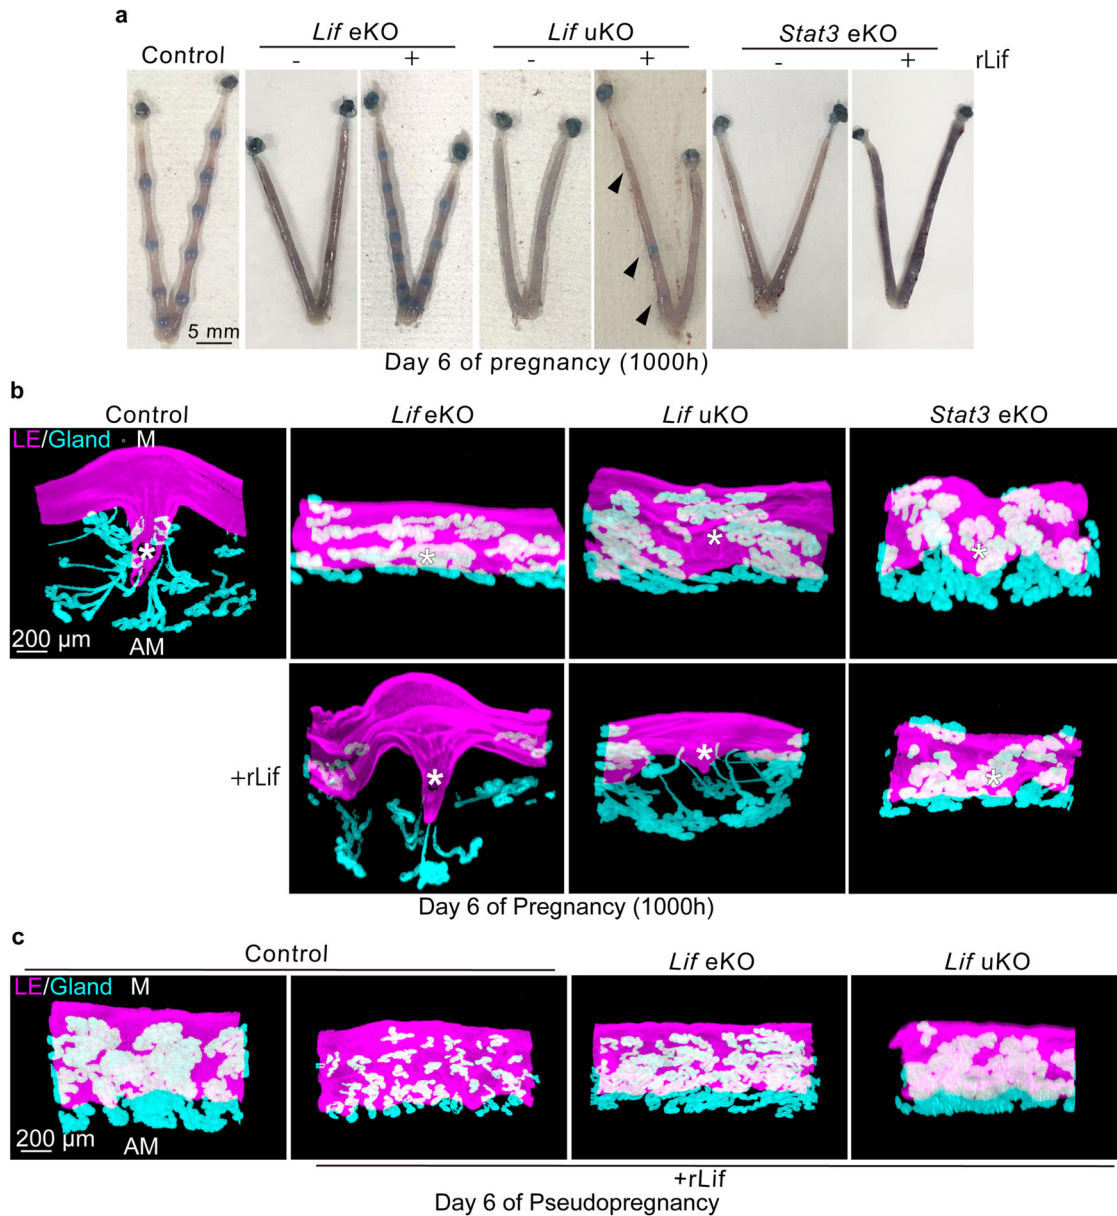 a
Control Lif eKO Lif uKO Stat3 eKO
- + - + - + rLif
5 mm
Day 6 of pregnancy (1000h)
b
Control Lif eKO Lif uKO Stat3 eKO
LE/Gland M
200 µm AM
+rLif
Day 6 of Pregnancy (1000h)
c
Control Lif eKO Lif uKO
LE/Gland M
200 µm AM
+rLif
Day 6 of Pseudopregnancy